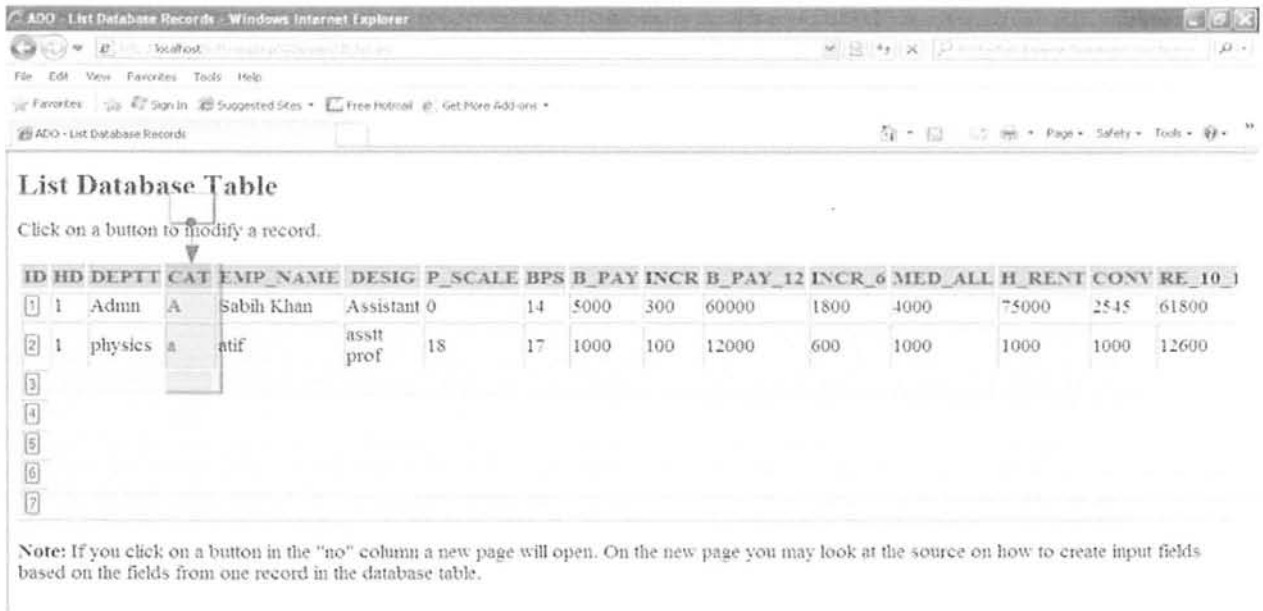 ADO - List Database Records - Windows Internet Explorer
localhost
File Edit View Favorites Tools Help
Favorites Sign In Suggested Sites Free Hotmail Get More Add-ons
ADO - List Database Records Page Safety Tools
List Database Table
Click on a button to modify a record.
ID HD DEPTT CAT EMP_NAME DESIG P_SCALE BPS B_PAY INCR B_PAY_12 INCR_6 MED_ALL H_RENT CONV RE_10_1
1 1 Admn A Sabih Khan Assistant 0 14 5000 300 60000 1800 4000 75000 2545 61800
2 1 physics a atif asstt prof 18 17 1000 100 12000 600 1000 1000 1000 12600
3
4
5
6
7
Note: If you click on a button in the "no" column a new page will open. On the new page you may look at the source on how to create input fields
based on the fields from one record in the database table.